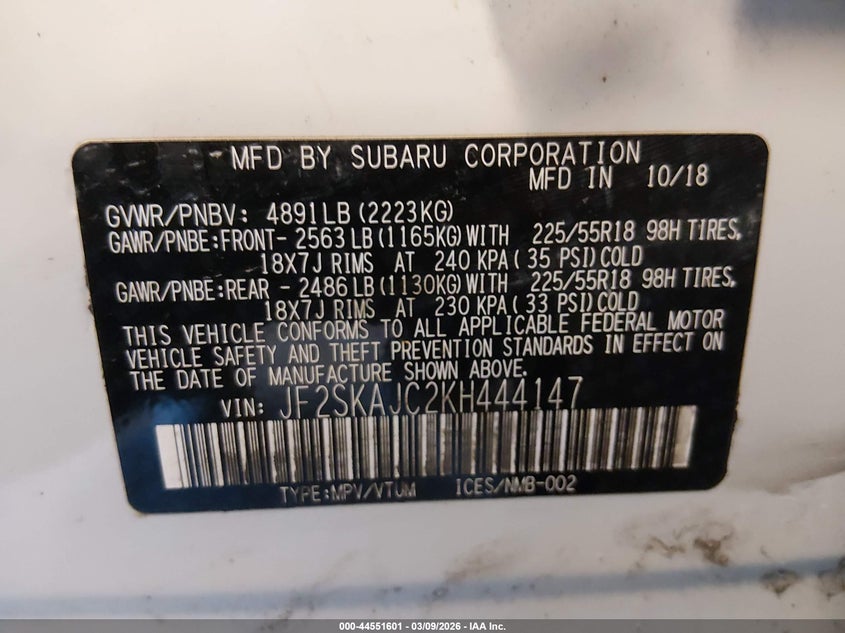 MFD BY SUBARU CORPORATION
MFD IN 10/18
GVWR/PNBV: 4891LB (2223KG)
GAWR/PNBE:FRONT- 2563LB (1165KG) WITH 225/55R18 98H TIRES,
18X7J RIMS AT 240 KPA( 35 PSI)COLD
GAWR/PNBE:REAR - 2486LB (1130KG) WITH 225/55R18 98H TIRES,
18X7J RIMS AT 230 KPA( 33 PSI)COLD
THIS VEHICLE CONFORMS TO ALL APPLICABLE FEDERAL MOTOR
VEHICLE SAFETY AND THEFT PREVENTION STANDARDS IN EFFECT ON
THE DATE OF MANUFACTURE SHOWN ABOVE.
VIN: JF2SKAJC2KH444147
TYPE:MPV/VTUM ICES/NMB-002
000-44551601 - 03/09/2026 - IAA Inc.